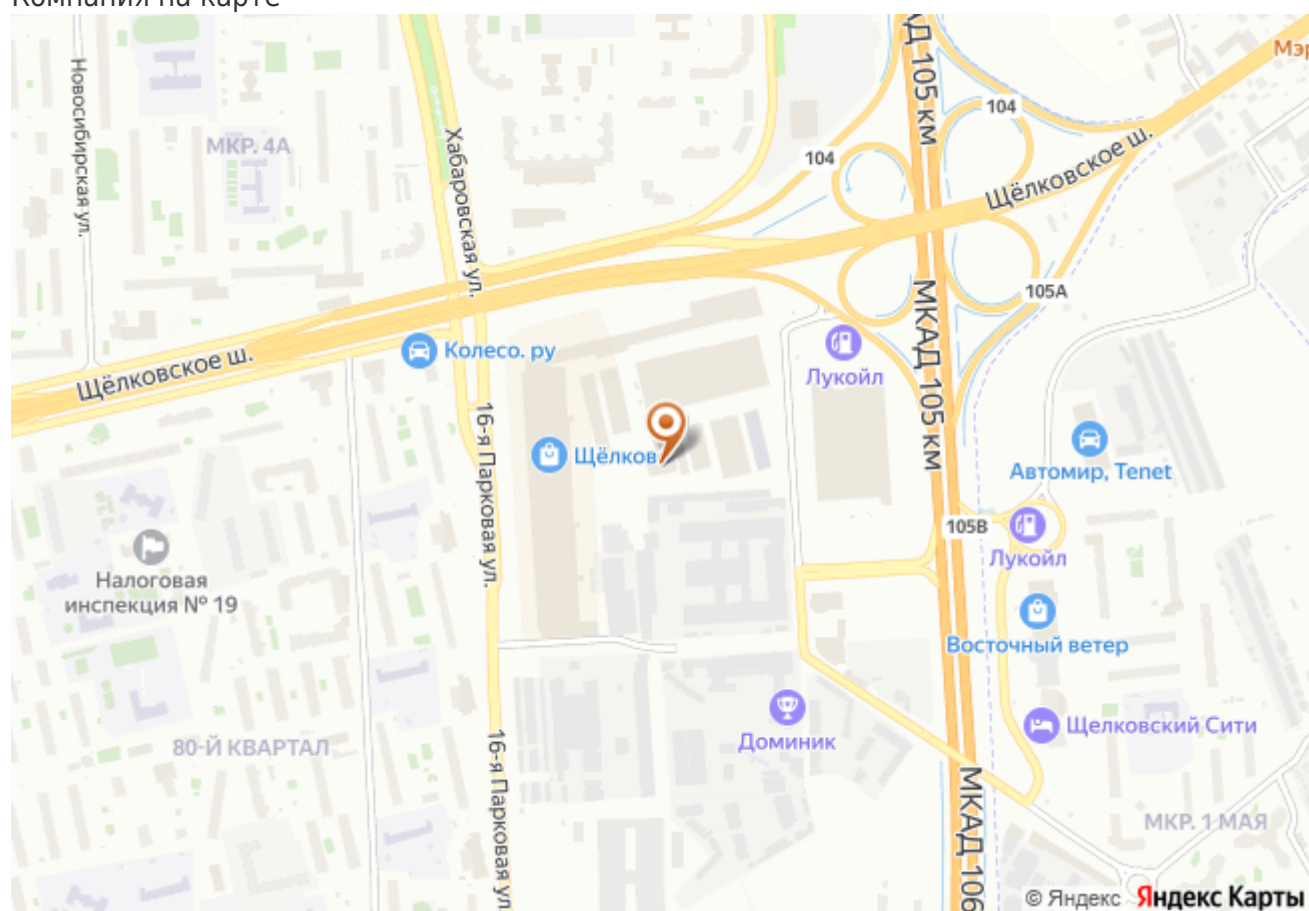 Компания на карте
АД 105 км
Мэр
104
Новосибирская ул.
МКР. 4А
Хабаровская ул.
104
Щёлковское ш.
МКАД 105 км
105А
Щёлковское ш.
Колесо. ру
Лукойл
16-я Парковая ул.
Щёлков
Автомир, Tenet
105В
Лукойл
Налоговая
инспекция № 19
Восточный ветер
80-Й КВАРТАЛ
16-я Парковая ул.
Доминик
Щелковский Сити
МКАД 106
МКР. 1 МАЯ
© Яндекс Яндекс Карты